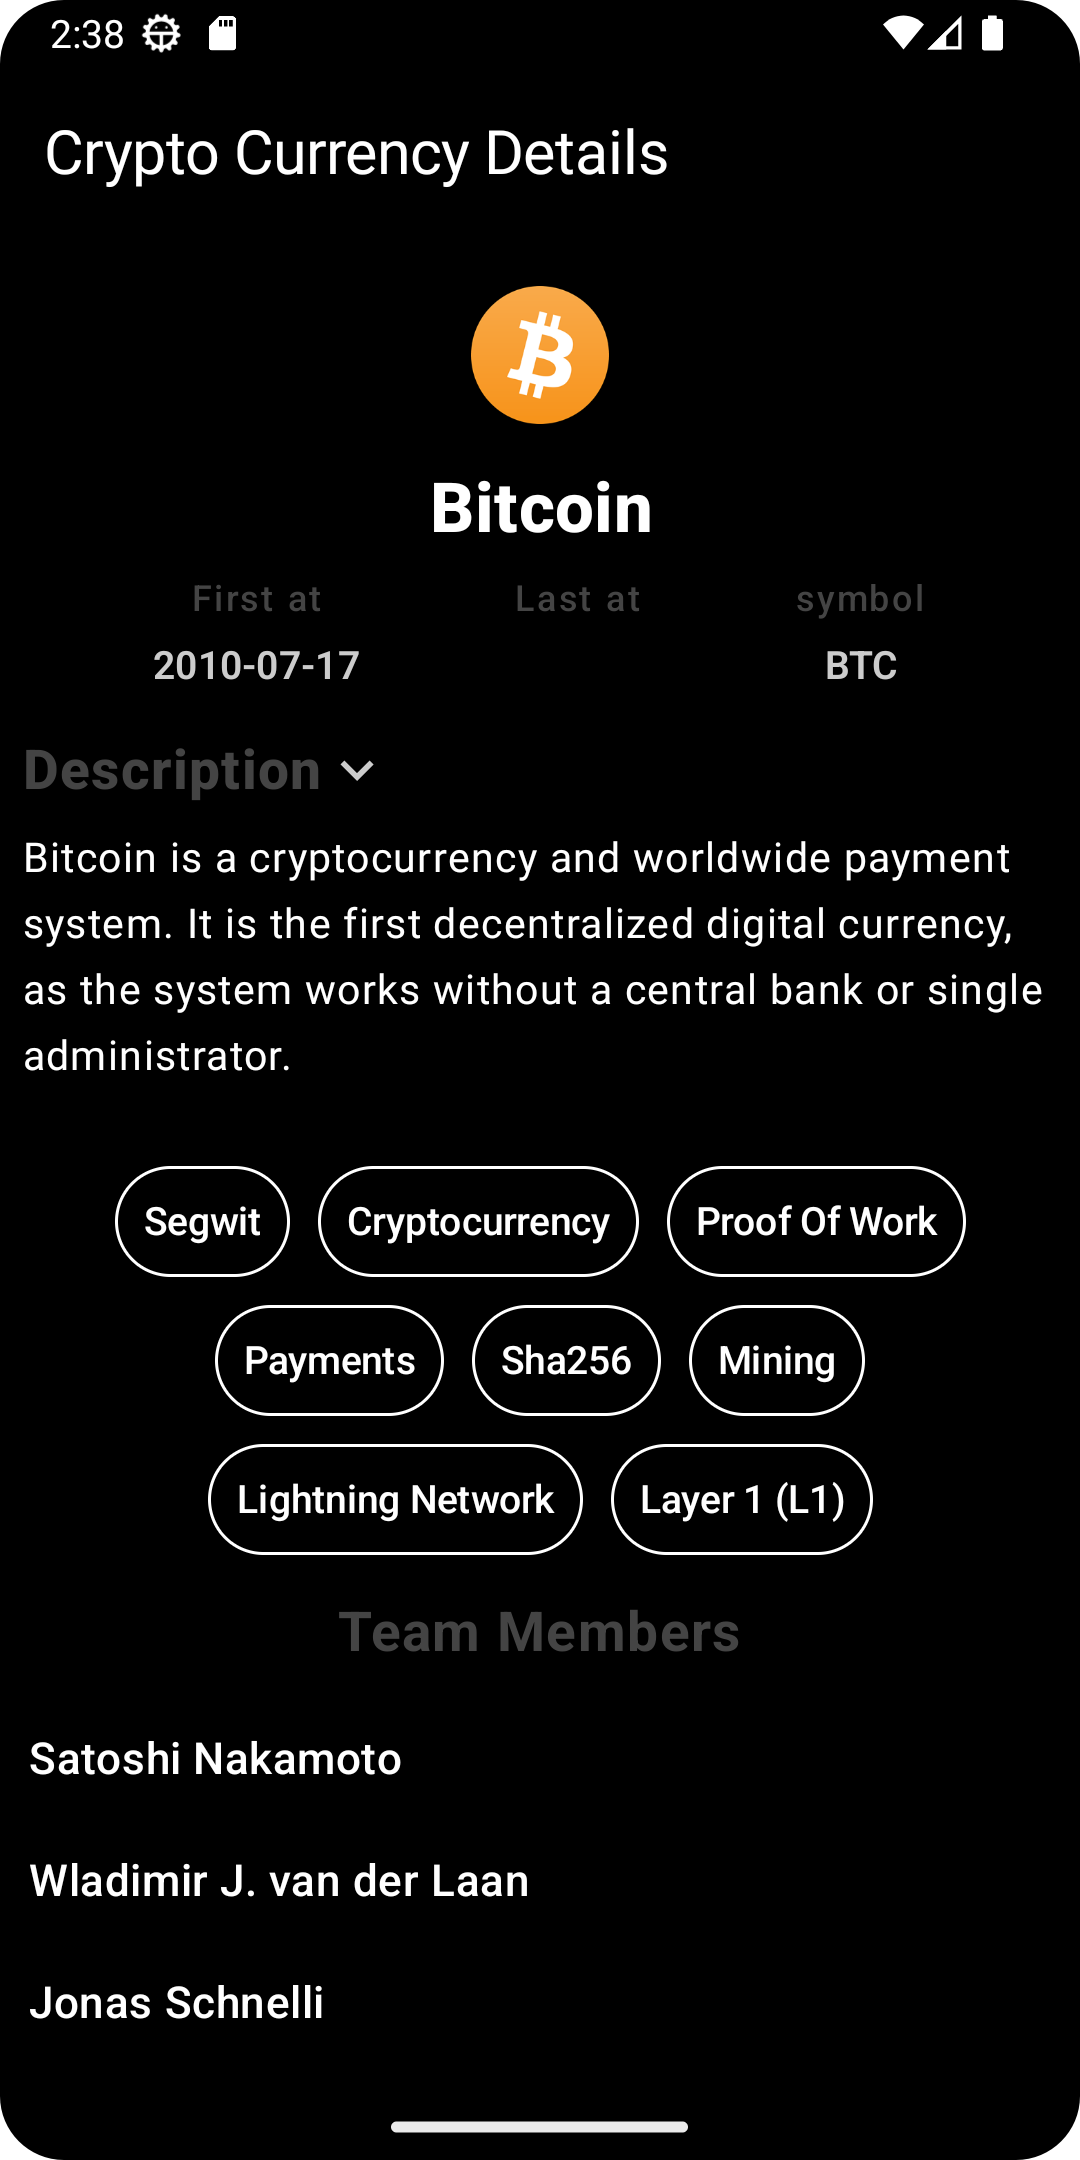 2:38
Crypto Currency Details
Bitcoin
First at Last at symbol
2010-07-17 BTC
Description
Bitcoin is a cryptocurrency and worldwide payment
system. It is the first decentralized digital currency,
as the system works without a central bank or single
administrator.
Segwit Cryptocurrency Proof Of Work
Payments Sha256 Mining
Lightning Network Layer 1 (L1)
Team Members
Satoshi Nakamoto
Wladimir J. van der Laan
Jonas Schnelli